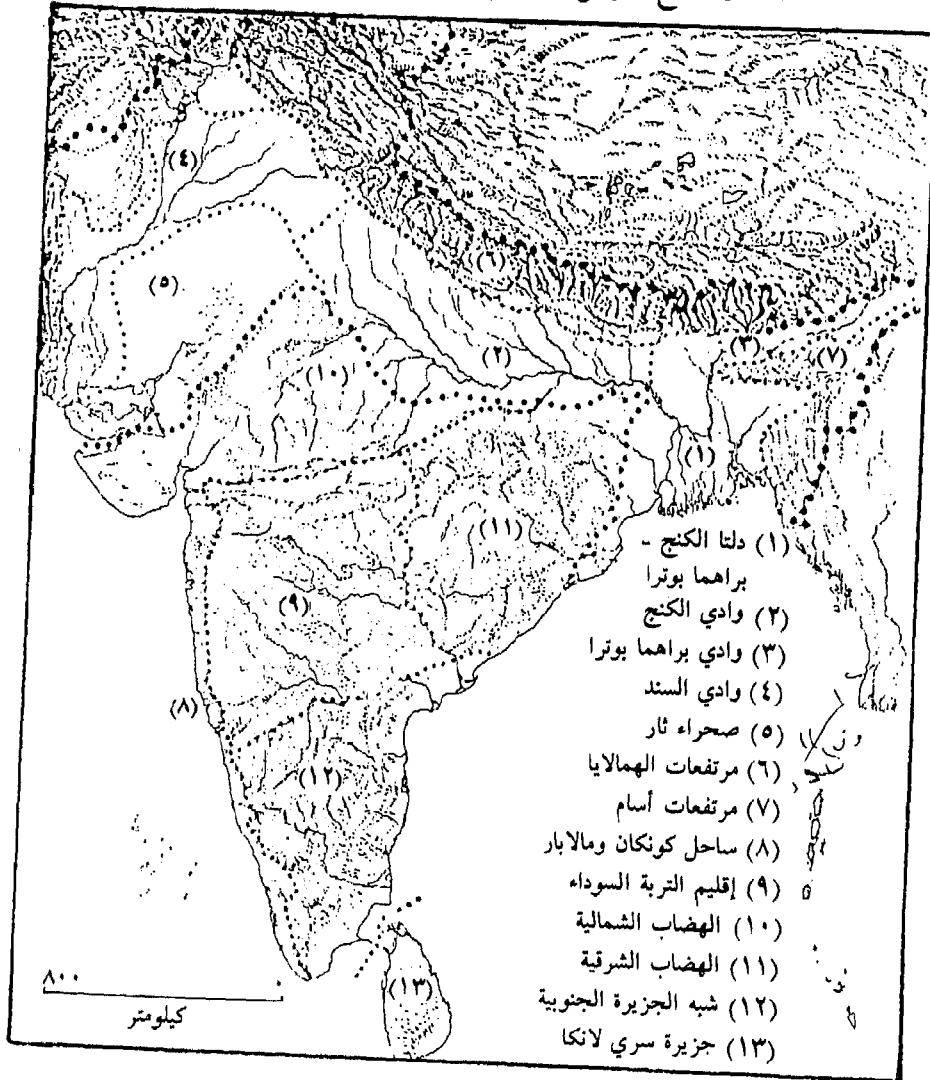 (٤)
(٥)
(٦)
(٣)
(٧)
(٢)
(١٠)
(١)
(١١)
(٩)
(٨)
(١٢)
(١٣)
(١) دلتا الكنج -
براهما بوترا
(٢) وادي الكنج
(٣) وادي براهما بوترا
(٤) وادي السند
(٥) صحراء ثار
(٦) مرتفعات الهمالايا
(٧) مرتفعات أسام
(٨) ساحل كونكان ومالابار
(٩) إقليم التربة السوداء
(١٠) الهضاب الشمالية
(١١) الهضاب الشرقية
(١٢) شبه الجزيرة الجنوبية
(١٣) جزيرة سري لانكا
٨٠٠ ٠
كيلومتر